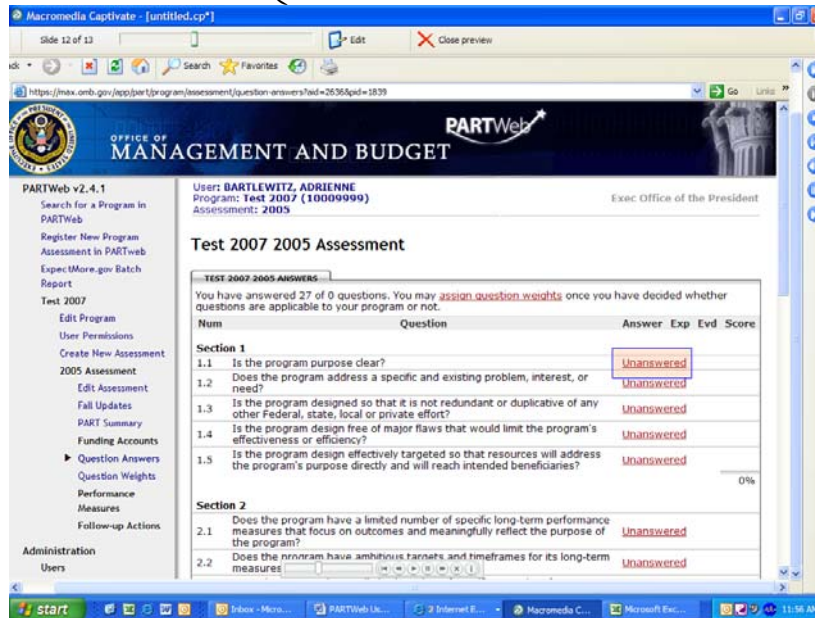 Macromedia Captivate - [untitled.cp*]
Slide 12 of 13
Edit
Close preview
Search Favorites
https://max.omb.gov/app/part/program/assessment/question-answers?aid=2636&pid=1839
Go Links
OFFICE OF
MANAGEMENT AND BUDGET
PARTWeb
PARTWeb v2.4.1
Search for a Program in
PARTWeb
Register New Program
Assessment in PARTweb
ExpectMore.gov Batch
Report
Test 2007
Edit Program
User Permissions
Create New Assessment
2005 Assessment
Edit Assessment
Fall Updates
PART Summary
Funding Accounts
Question Answers
Question Weights
Performance
Measures
Follow-up Actions
Administration
Users
User: BARTLEWITZ, ADRIENNE
Program: Test 2007 (10009999)
Assessment: 2005
Exec Office of the President
Test 2007 2005 Assessment
TEST 2007 2005 ANSWERS
You have answered 27 of 0 questions. You may assign question weights once you have decided whether
questions are applicable to your program or not.
Num Question Answer Exp Evd Score
Section 1
1.1 Is the program purpose clear? Unanswered
1.2 Does the program address a specific and existing problem, interest, or
need? Unanswered
1.3 Is the program designed so that it is not redundant or duplicative of any
other Federal, state, local or private effort? Unanswered
1.4 Is the program design free of major flaws that would limit the program's
effectiveness or efficiency? Unanswered
1.5 Is the program design effectively targeted so that resources will address
the program's purpose directly and will reach intended beneficiaries? Unanswered
0%
Section 2
2.1 Does the program have a limited number of specific long-term performance
measures that focus on outcomes and meaningfully reflect the purpose of
the program? Unanswered
2.2 Does the program have ambitious targets and timeframes for its long-term
measures Unanswered
start
Inbox - Micro...
PARTWeb Us...
2 Internet E...
Macromedia C...
Microsoft Exc...
11:56 AM